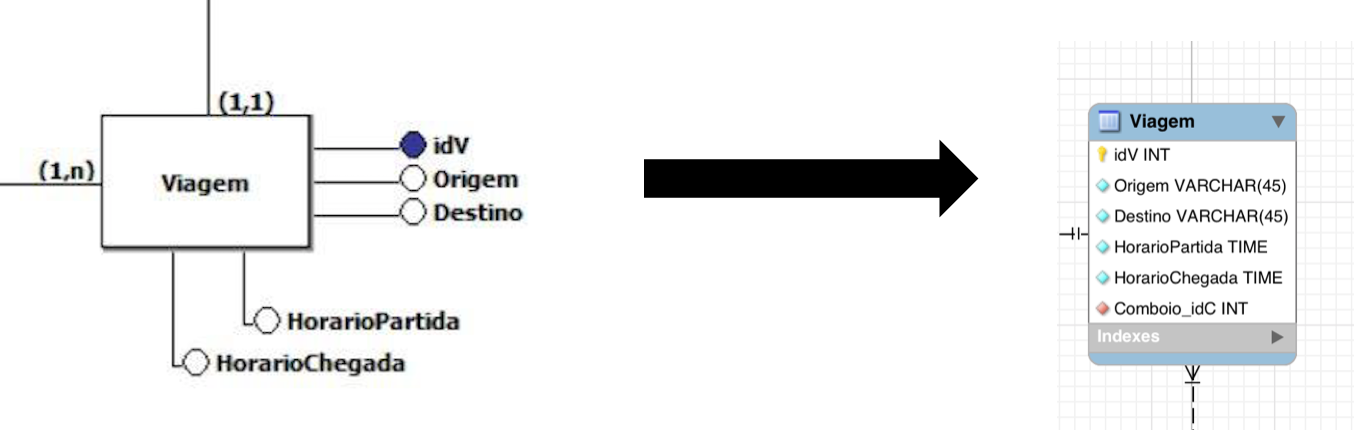 (1,1)
(1,n)
Viagem
idV
Origem
Destino
HorarioPartida
HorarioChegada
Viagem
idV INT
Origem VARCHAR(45)
Destino VARCHAR(45)
HorarioPartida TIME
HorarioChegada TIME
Comboio_idC INT
Indexes